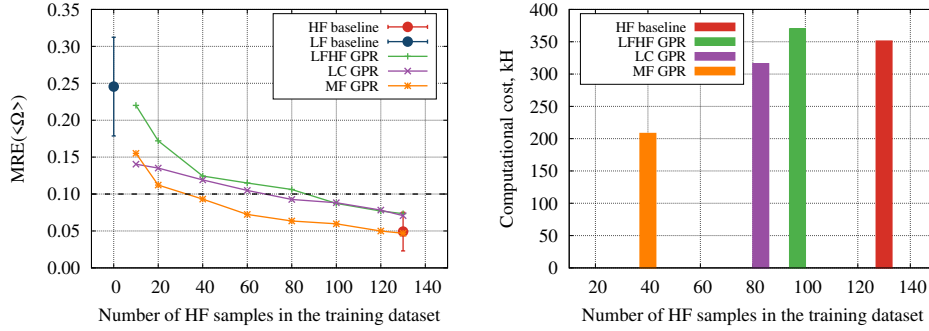 0.35
0.30
0.25
0.20
0.15
0.10
0.05
0.00
MRE(<Ω>)
HF baseline
LF baseline
LFHF GPR
LC GPR
MF GPR
0 20 40 60 80 100 120 140
Number of HF samples in the training dataset
400
350
300
250
200
150
100
50
0
Computational cost, kH
HF baseline
LFHF GPR
LC GPR
MF GPR
20 40 60 80 100 120 140
Number of HF samples in the training dataset